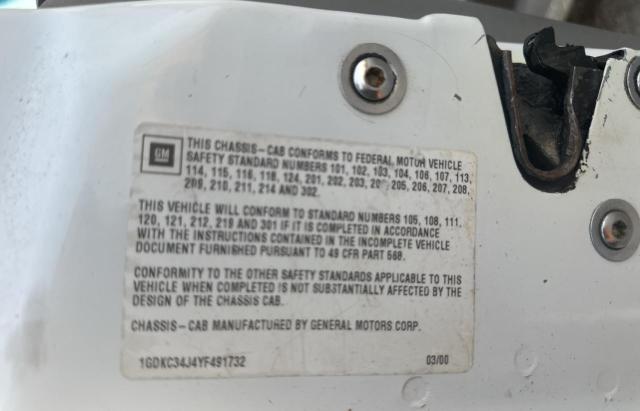 GM
THIS CHASSIS-CAB CONFORMS TO FEDERAL MOTOR VEHICLE
SAFETY STANDARD NUMBERS 101, 102, 103, 104, 106, 107, 113,
114, 115, 116, 118, 124, 201, 202, 203, 20 205, 206, 207, 208,
209, 210, 211, 214 AND 302.
THIS VEHICLE WILL CONFORM TO STANDARD NUMBERS 105, 108, 111,
120, 121, 212, 219 AND 301 IF IT IS COMPLETED IN ACCORDANCE
WITH THE INSTRUCTIONS CONTAINED IN THE INCOMPLETE VEHICLE
DOCUMENT FURNISHED PURSUANT TO 49 CFR PART 568.
CONFORMITY TO THE OTHER SAFETY STANDARDS APPLICABLE TO THIS
VEHICLE WHEN COMPLETED IS NOT SUBSTANTIALLY AFFECTED BY THE
DESIGN OF THE CHASSIS CAB.
CHASSIS-CAB MANUFACTURED BY GENERAL MOTORS CORP.
1GDKC34J4YF491732 03/00